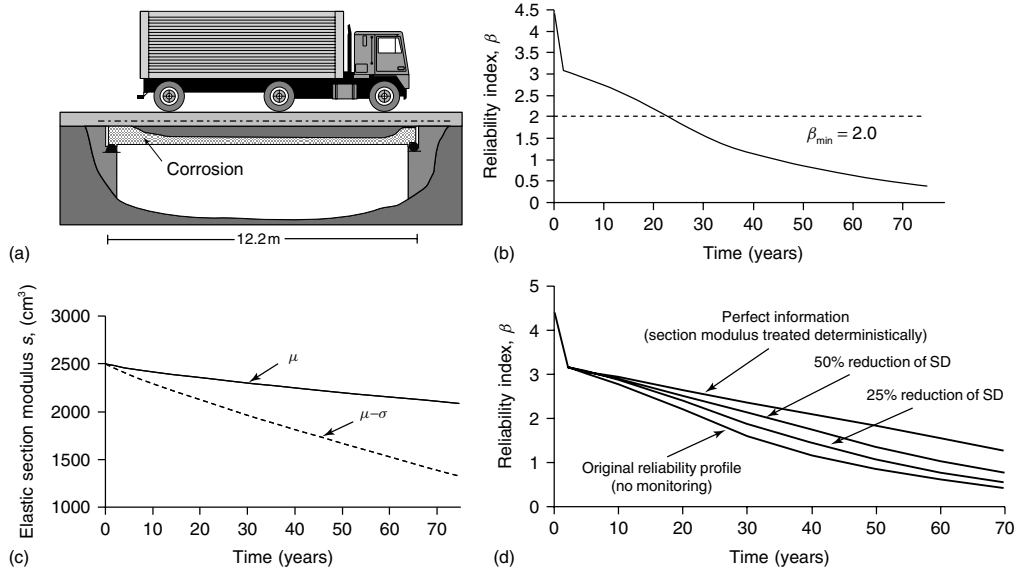 (a)
Corrosion
12.2 m
(b)
Reliability index, β
4.5
4
3.5
3
2.5
2
1.5
1
0.5
0
βmin = 2.0
0 10 20 30 40 50 60 70
Time (years)
(c)
Elastic section modulus s, (cm³)
3000
2500
2000
1500
1000
μ
μ–σ
0 10 20 30 40 50 60 70
Time (years)
(d)
Reliability index, β
5
4
3
2
1
0
Perfect information
(section modulus treated deterministically)
50% reduction of SD
25% reduction of SD
Original reliability profile
(no monitoring)
0 10 20 30 40 50 60 70
Time (years)